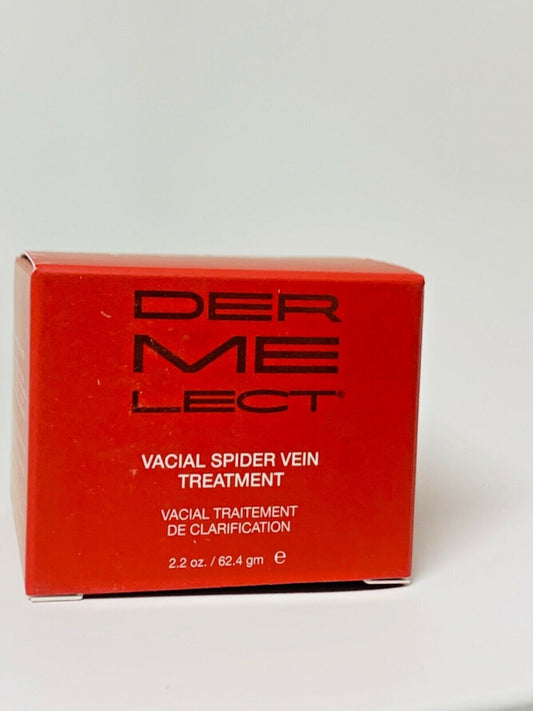 DER
ME
LECT®
VACIAL SPIDER VEIN
TREATMENT
VACIAL TRAITEMENT
DE CLARIFICATION
2.2 oz. / 62.4 gm ℮